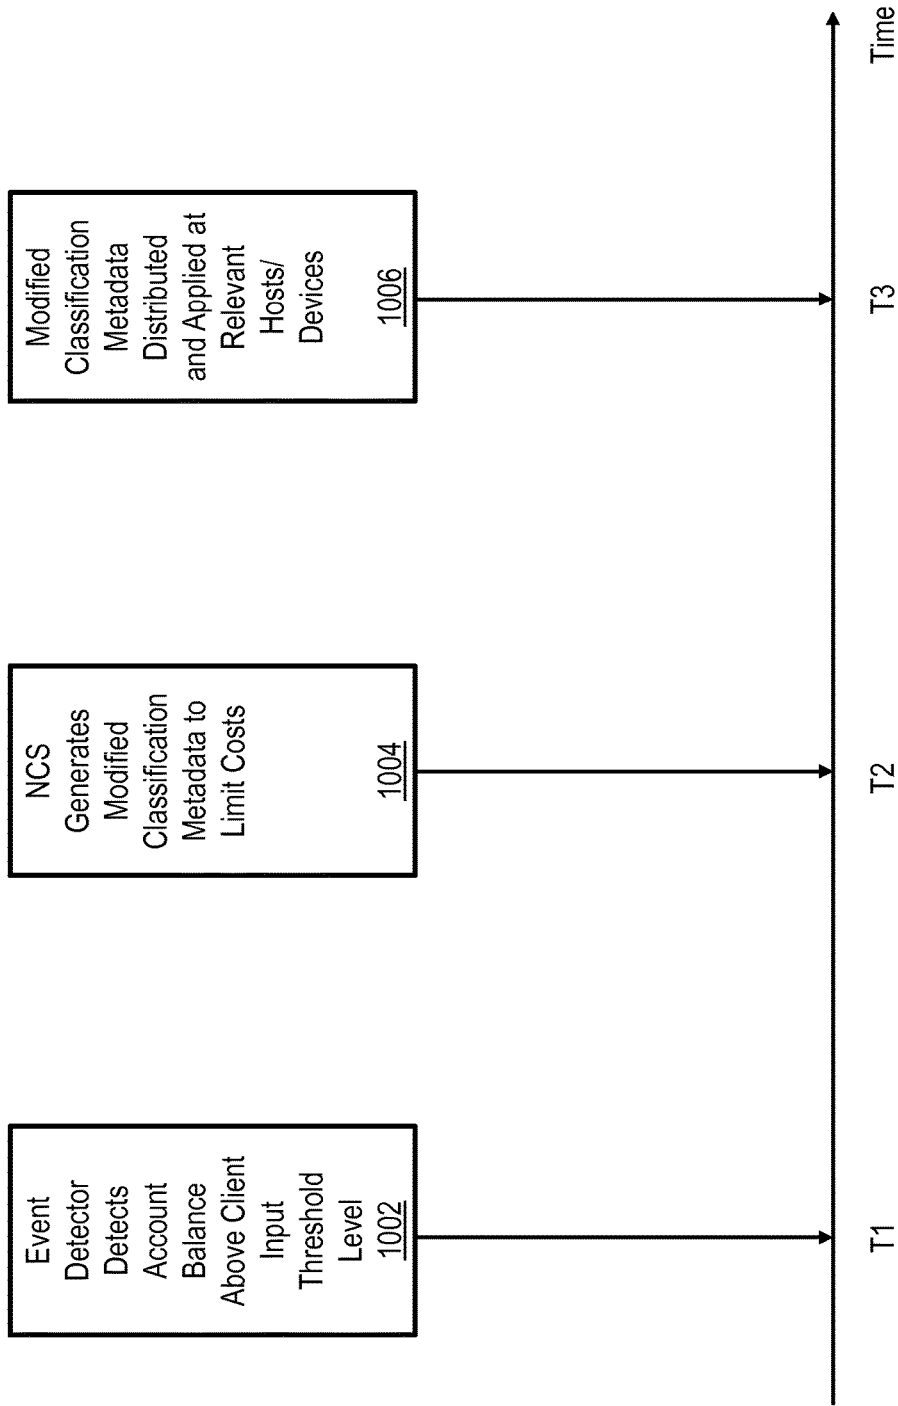 Event
Detector
Detects
Account
Balance
Above Client
Input
Threshold
Level
1002
NCS
Generates
Modified
Classification
Metadata to
Limit Costs
1004
Modified
Classification
Metadata
Distributed
and Applied at
Relevant
Hosts/
Devices
1006
T1
T2
T3
Time